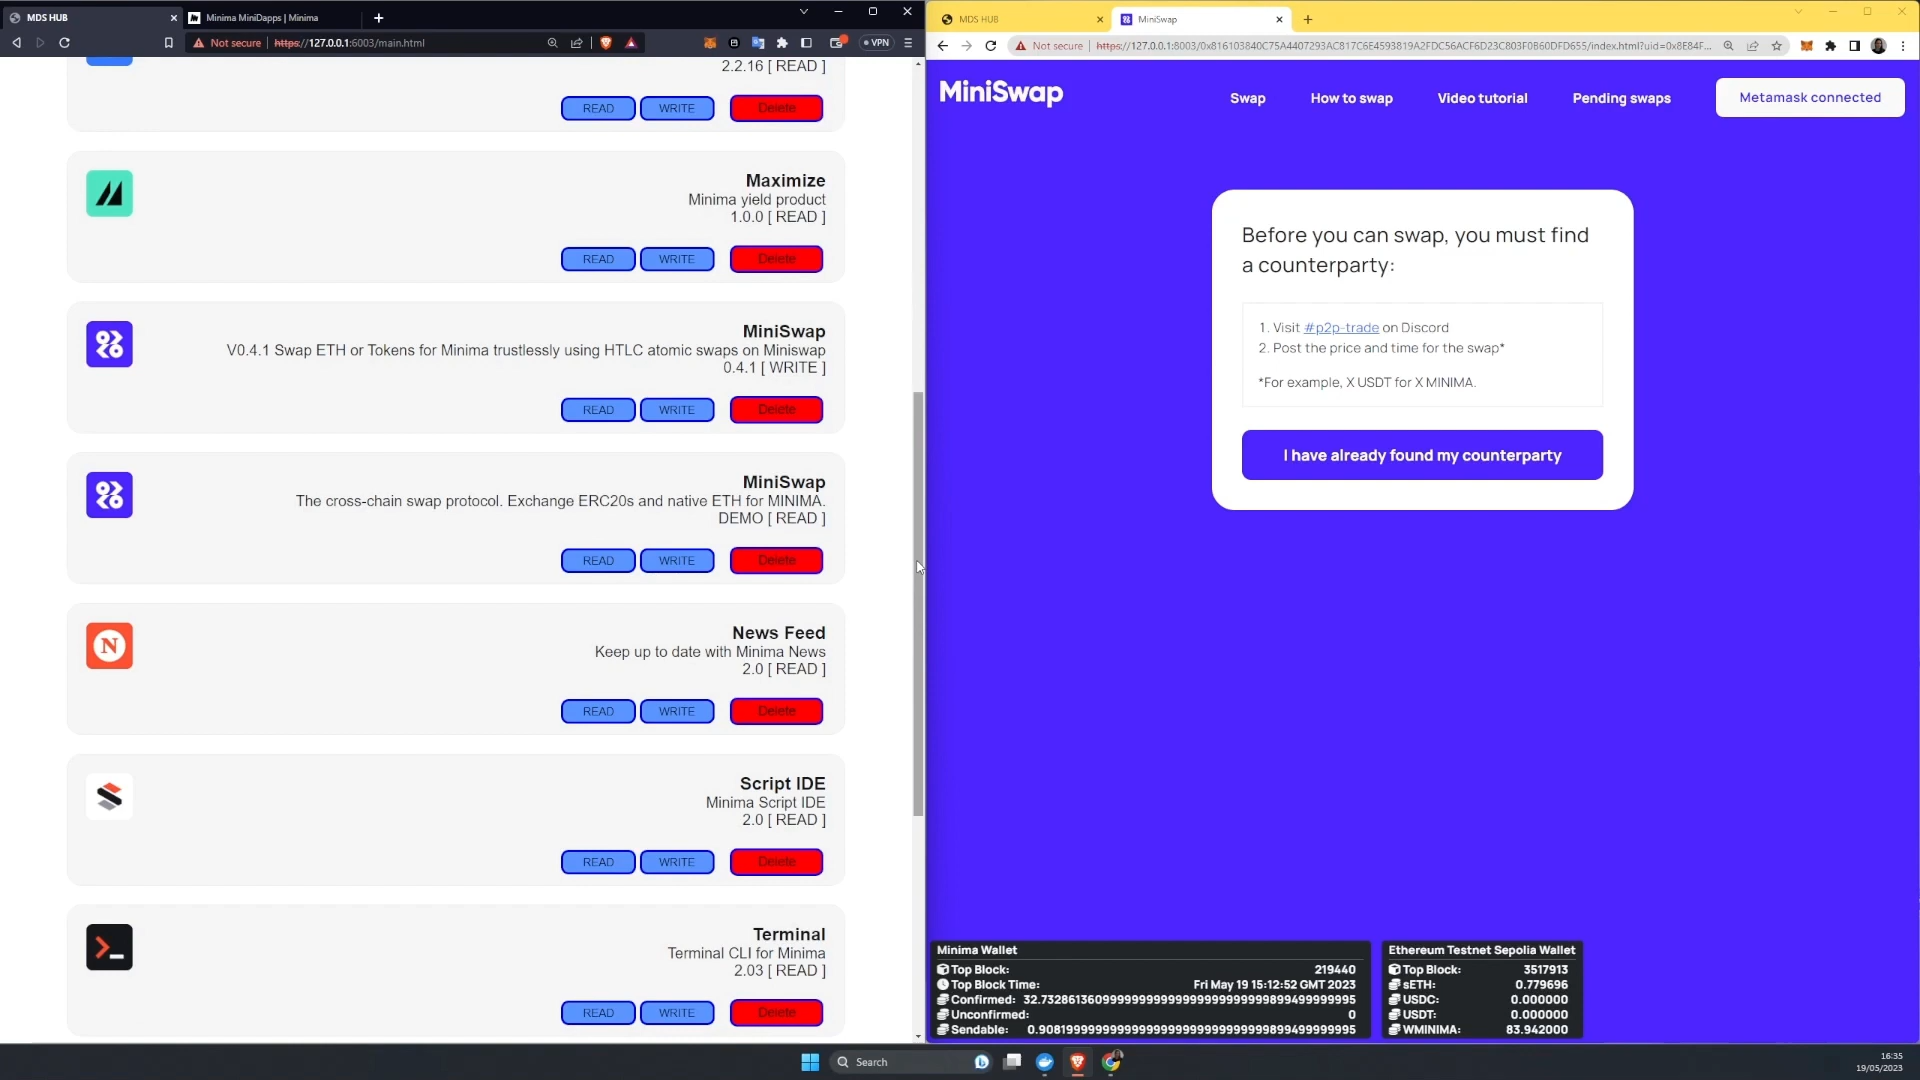 MDS HUB
Minima MiniDapps | Minima
Not secure
https://127.0.0.1:6003/main.html
VPN
2.2.16 [ READ ]
READ
WRITE
Delete
Maximize
Minima yield product
1.0.0 [ READ ]
READ
WRITE
Delete
MiniSwap
V0.4.1 Swap ETH or Tokens for Minima trustlessly using HTLC atomic swaps on Miniswap
0.4.1 [ WRITE ]
READ
WRITE
Delete
MiniSwap
The cross-chain swap protocol. Exchange ERC20s and native ETH for MINIMA.
DEMO [ READ ]
READ
WRITE
Delete
N
News Feed
Keep up to date with Minima News
2.0 [ READ ]
READ
WRITE
Delete
Script IDE
Minima Script IDE
2.0 [ READ ]
READ
WRITE
Delete
Terminal
Terminal CLI for Minima
2.03 [ READ ]
READ
WRITE
Delete
MDS HUB
MiniSwap
Not secure
MiniSwap
Swap
How to swap
Video tutorial
Pending swaps
Metamask connected
Before you can swap, you must find
a counterparty:
1. Visit #p2p-trade on Discord
2. Post the price and time for the swap*
*For example, X USDT for X MINIMA.
I have already found my counterparty
Minima Wallet
Top Block: 219440
Top Block Time: Fri May 19 15:12:52 GMT 2023
Confirmed:
Unconfirmed: 0
Sendable:
Ethereum Testnet Sepolia Wallet
Top Block: 3517913
sETH: 0.779696
USDC: 0.000000
USDT: 0.000000
WMINIMA: 83.942000
Search
16:35
19/05/2023